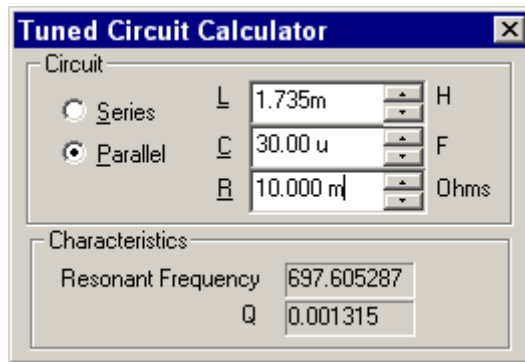 Tuned Circuit Calculator
Circuit
Series
Parallel
L 1.735m H
C 30.00 u F
R 10.000 m Ohms
Characteristics
Resonant Frequency 697.605287
Q 0.001315